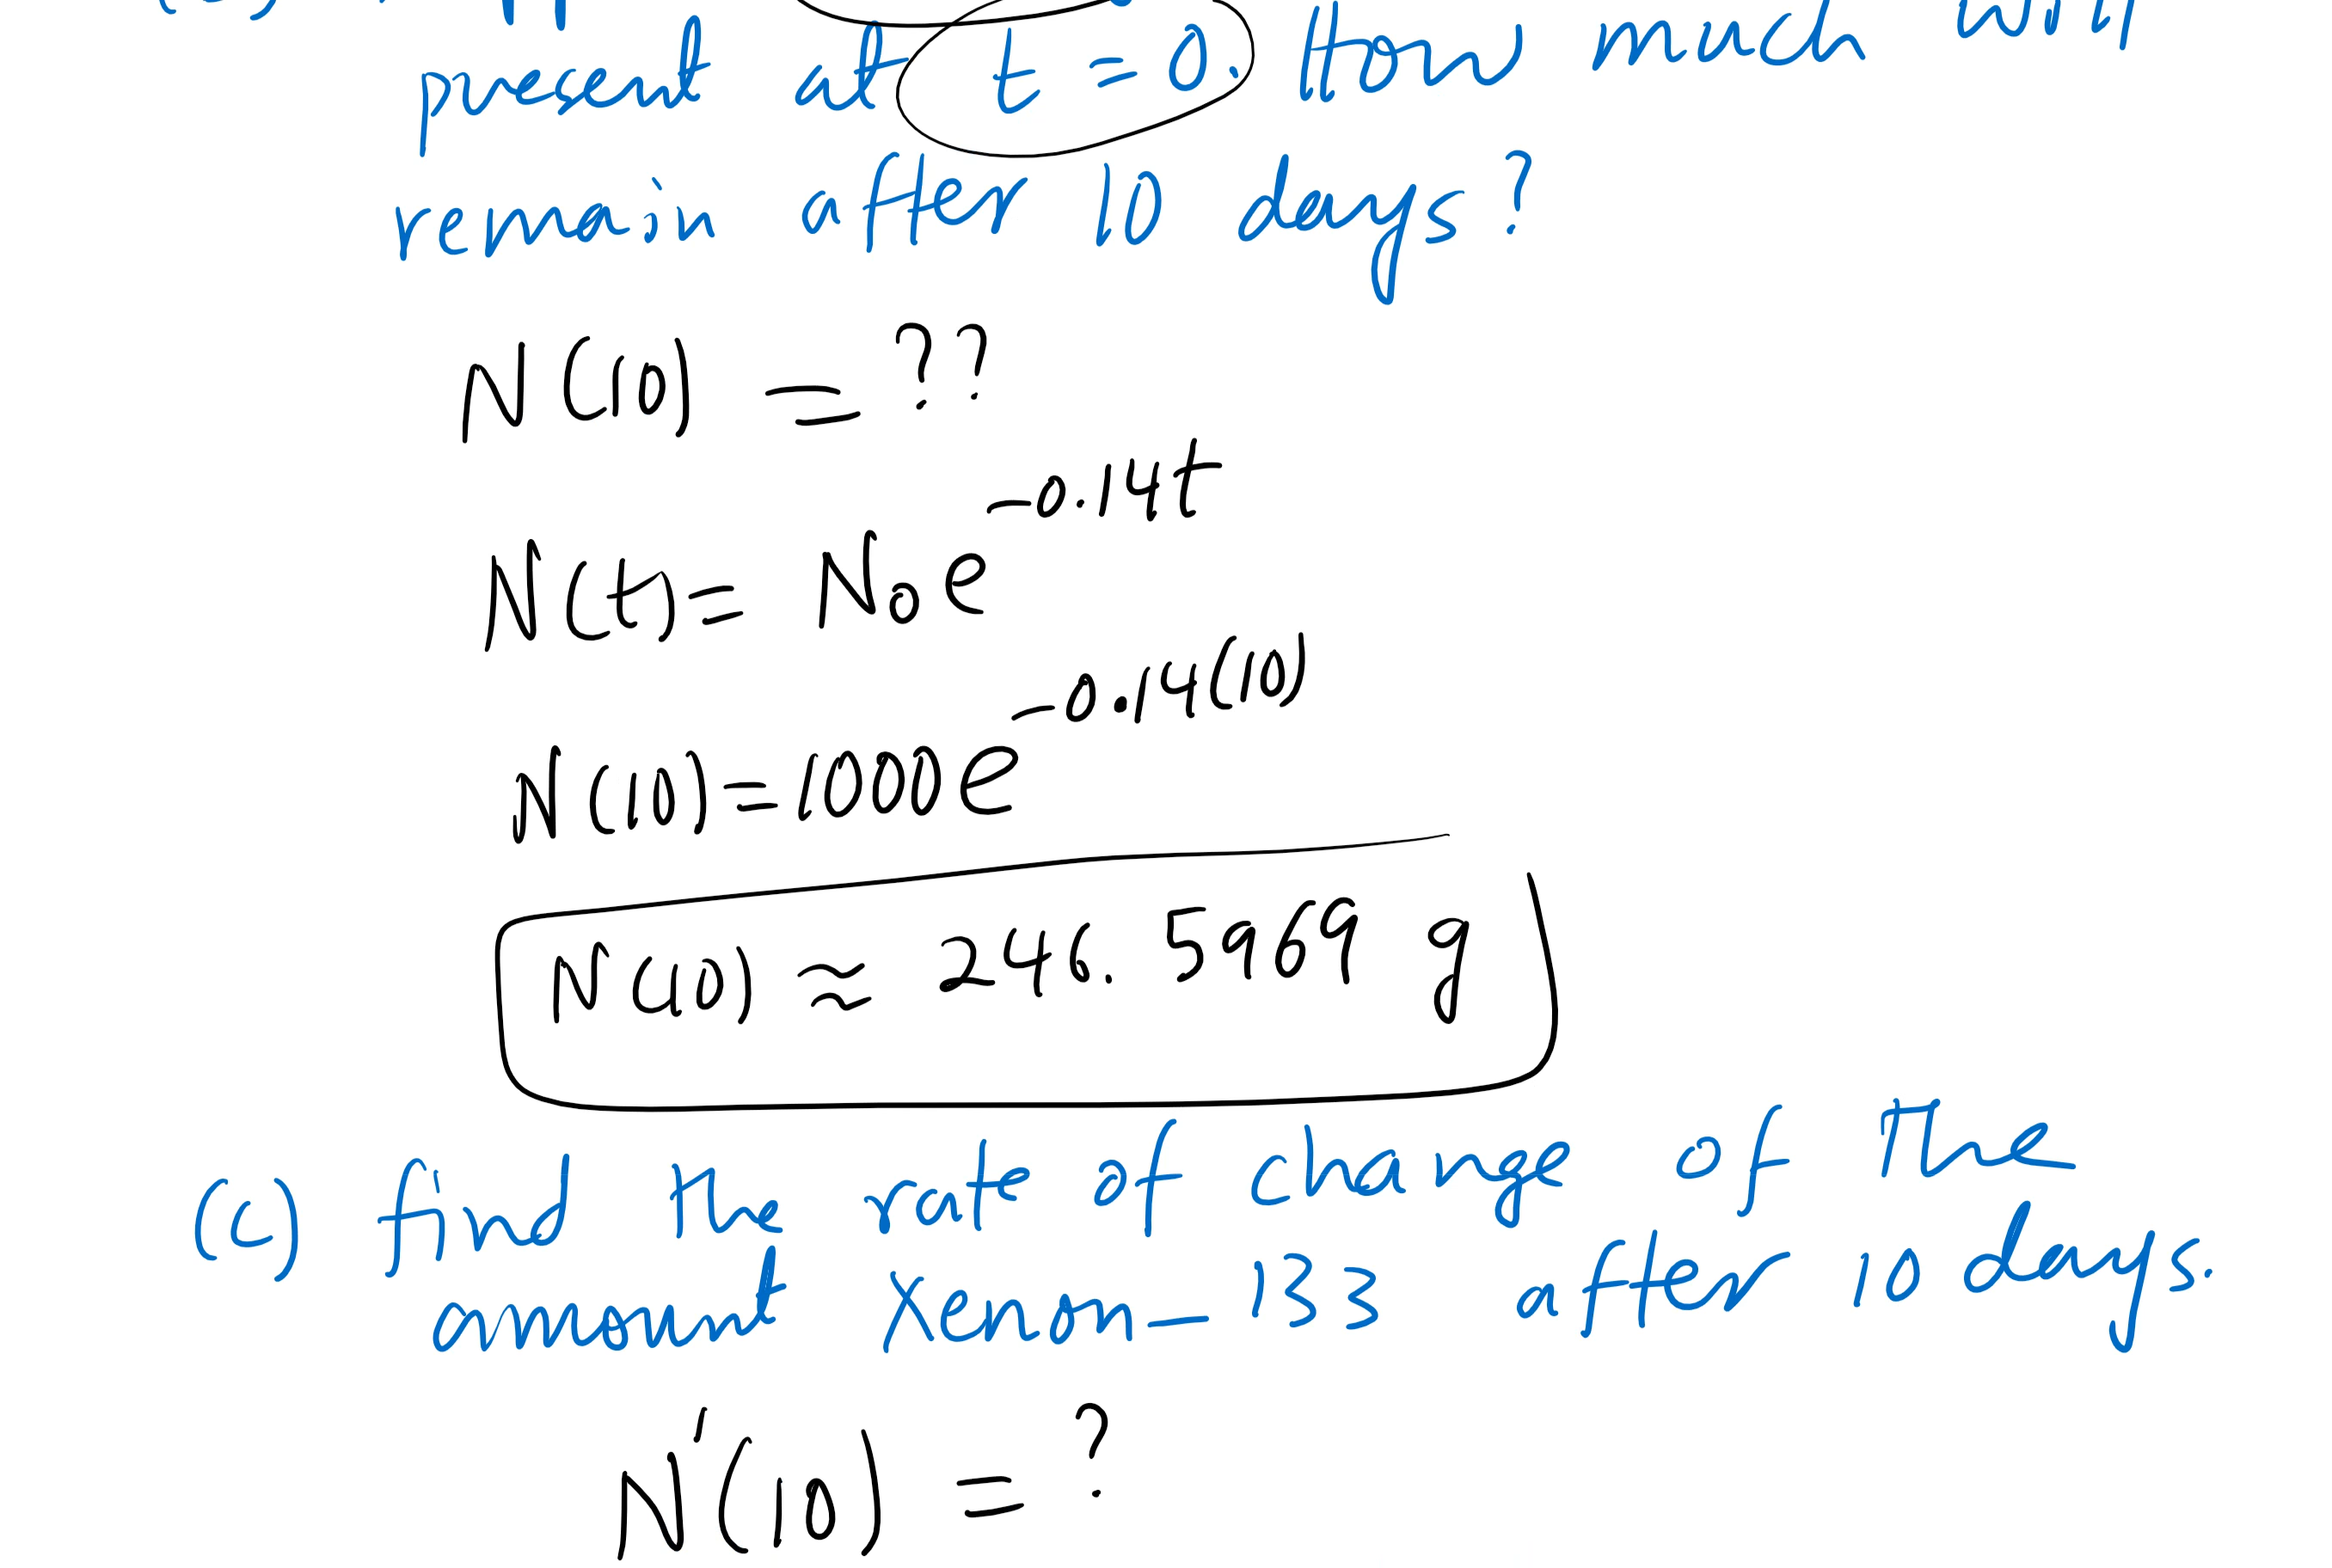 present at t = 0. How much will
remain after 10 days?
N(10) = ??
N(t) = N₀e^{-0.14t}
N(10) = 1000e^{-0.14(10)}
N(10) ≈ 246.5969 g
(c) find the rate of change of the
amount Xenon-133 after 10 days.
N'(10) = ?